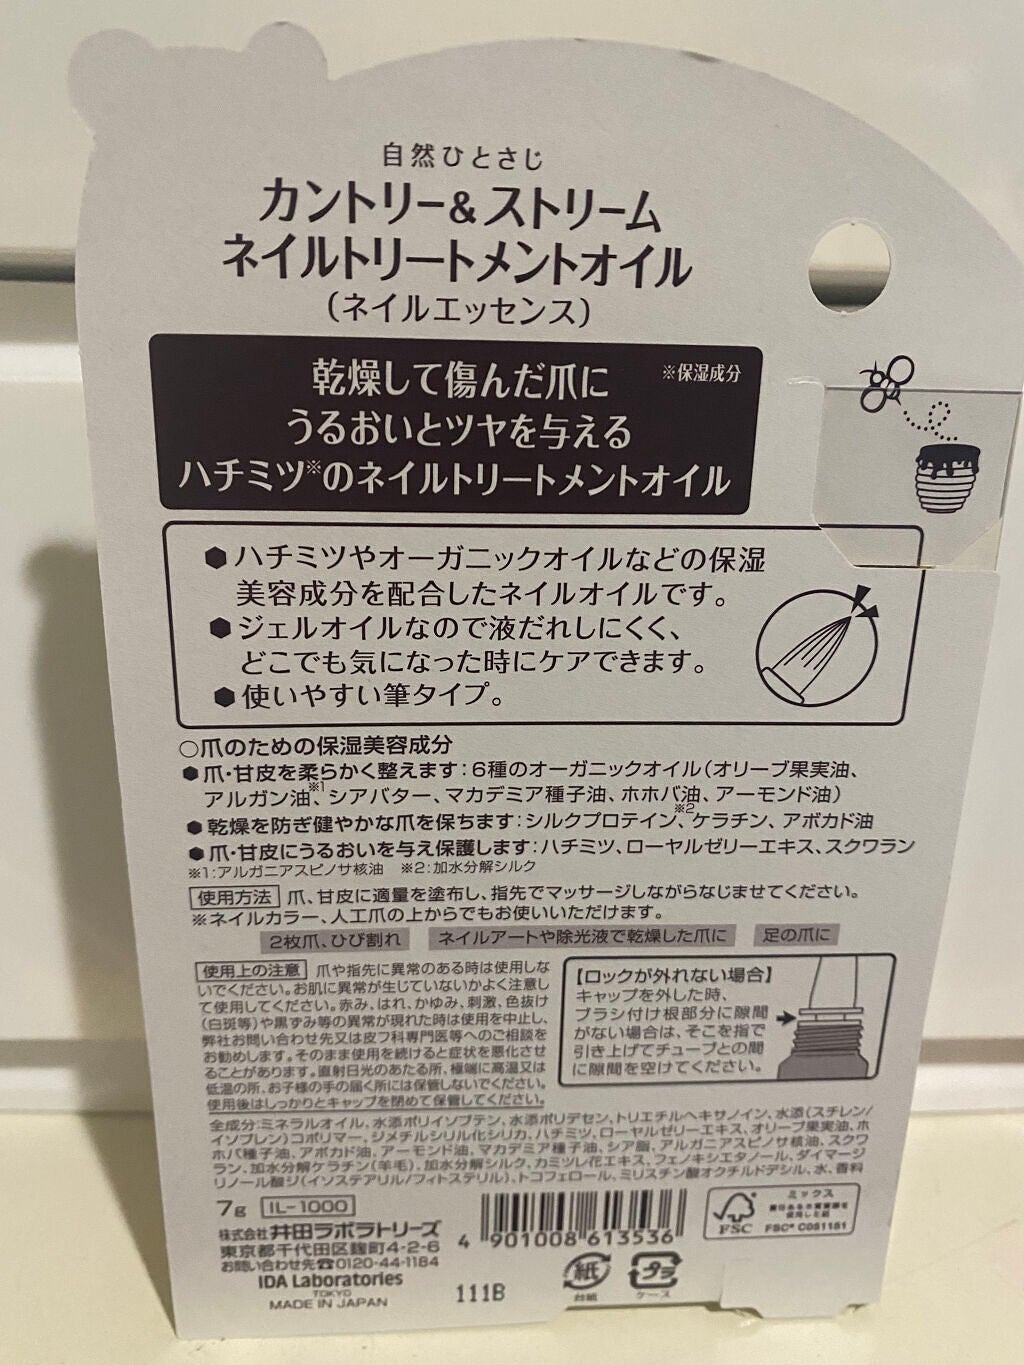 自然ひとさじ
カントリー&ストリーム
ネイルトリートメントオイル
(ネイルエッセンス)
乾燥して傷んだ爪に
※保湿成分
うるおいとツヤを与える
ハチミツ※のネイルトリートメントオイル
●ハチミツやオーガニックオイルなどの保湿
美容成分を配合したネイルオイルです。
●ジェルオイルなので液だれしにくく、
どこでも気になった時にケアできます。
●使いやすい筆タイプ。
○爪のための保湿美容成分
●爪・甘皮を柔らかく整えます:6種のオーガニックオイル(オリーブ果実油、
アルガン油※1、シアバター、マカデミア種子油、ホホバ油、アーモンド油)
●乾燥を防ぎ健やかな爪を保ちます:シルクプロテイン※2、ケラチン、アボカド油
●爪・甘皮にうるおいを与え保護します:ハチミツ、ローヤルゼリーエキス、スクワラン
※1:アルガニアスピノサ核油 ※2:加水分解シルク
使用方法 爪、甘皮に適量を塗布し、指先でマッサージしながらなじませてください。
※ネイルカラー、人工爪の上からでもお使いいただけます。
2枚爪、ひび割れ ネイルアートや除光液で乾燥した爪に 足の爪に
使用上の注意 爪や指先に異常のある時は使用しな
いでください。お肌に異常が生じていないかよく注意し
て使用してください。赤み、はれ、かゆみ、刺激、色抜け
(白斑等)や黒ずみ等の異常が現れた時は使用を中止し、
弊社お問い合わせ先又は皮フ科専門医等へのご相談を
お勧めします。そのまま使用を続けると症状を悪化させ
ることがあります。直射日光のあたる所、極端に高温又は
低温の所、お子様の手の届く所には保管しないでください。
使用後はしっかりとキャップを閉めて保管してください。
【ロックが外れない場合】
キャップを外した時、
ブラシ付け根部分に隙間
がない場合は、そこを指で
引き上げてチューブとの間
に隙間を空けてください。
全成分:ミネラルオイル、水添ポリイソブテン、水添ポリデセン、トリエチルヘキサノイン、水添(スチレン/
イソプレン)コポリマー、ジメチルシリル化シリカ、ハチミツ、ローヤルゼリーエキス、オリーブ果実油、ホ
ホバ種子油、アボカド油、アーモンド油、マカデミア種子油、シア脂、アルガニアスピノサ核油、スクワ
ラン、加水分解ケラチン(羊毛)、加水分解シルク、カミツレ花エキス、フェノキシエタノール、ダイマージ
リノール酸ジ(イソステアリル/フィトステリル)、トコフェロール、ミリスチン酸オクチルドデシル、水、香料
7g IL-1000
株式会社 井田ラボラトリーズ
東京都千代田区麹町4-2-6
お問い合わせ先☎0120-44-1184
IDA Laboratories
TOKYO
MADE IN JAPAN
4 901008 613536
111B
ミックス
責任ある木質資源を
使用した紙
FSC
FSC® C081181
紙
台紙
プラ
ケース